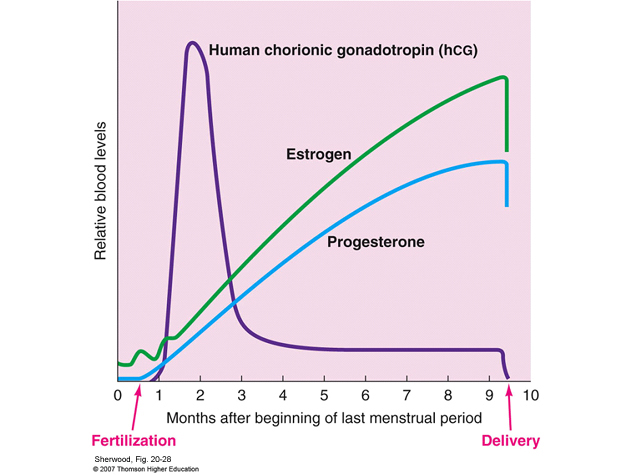 Human chorionic gonadotropin (hCG)
Estrogen
Progesterone
Relative blood levels
0 1 2 3 4 5 6 7 8 9 10
Months after beginning of last menstrual period
Fertilization
Delivery
Sherwood, Fig. 20-28
© 2007 Thomson Higher Education